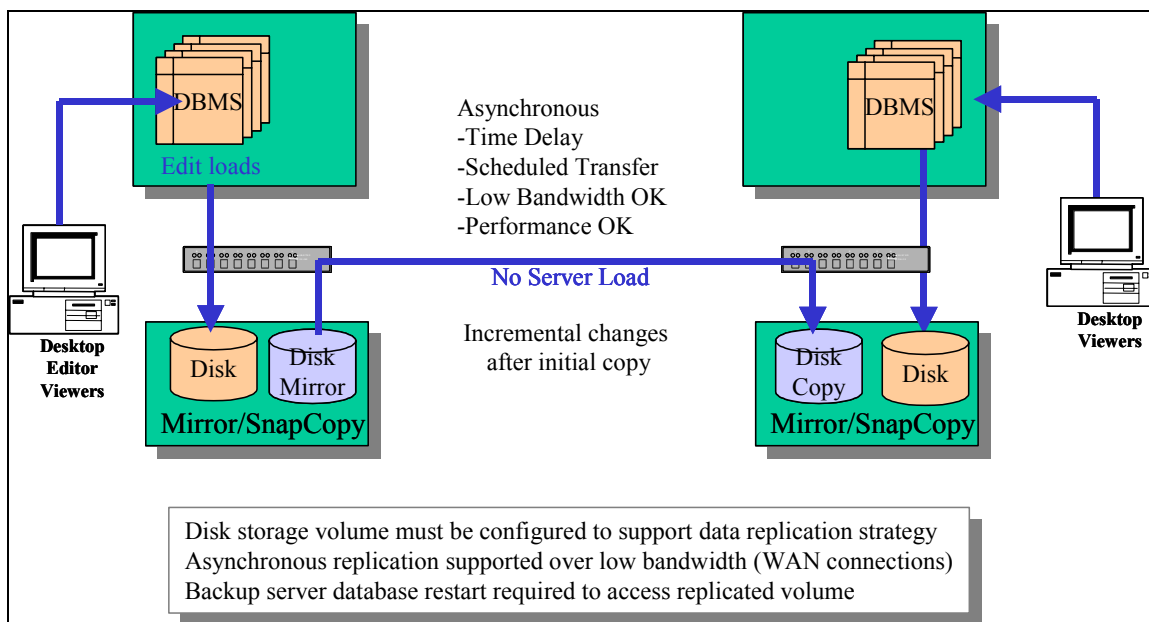 DBMS
Edit loads
Asynchronous
-Time Delay
-Scheduled Transfer
-Low Bandwidth OK
-Performance OK
DBMS
No Server Load
Desktop
Editor
Viewers
Disk
Disk
Mirror
Mirror/SnapCopy
Incremental changes
after initial copy
Disk
Copy
Disk
Mirror/SnapCopy
Desktop
Viewers
Disk storage volume must be configured to support data replication strategy
Asynchronous replication supported over low bandwidth (WAN connections)
Backup server database restart required to access replicated volume